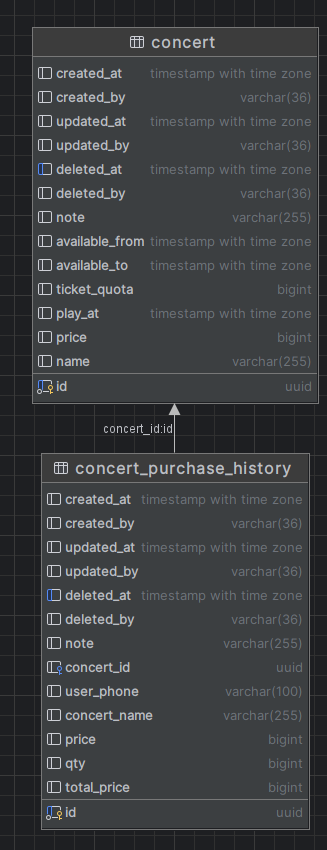 concert
created_at timestamp with time zone
created_by varchar(36)
updated_at timestamp with time zone
updated_by varchar(36)
deleted_at timestamp with time zone
deleted_by varchar(36)
note varchar(255)
available_from timestamp with time zone
available_to timestamp with time zone
ticket_quota bigint
play_at timestamp with time zone
price bigint
name varchar(255)
id uuid
concert_id:id
concert_purchase_history
created_at timestamp with time zone
created_by varchar(36)
updated_at timestamp with time zone
updated_by varchar(36)
deleted_at timestamp with time zone
deleted_by varchar(36)
note varchar(255)
concert_id uuid
user_phone varchar(100)
concert_name varchar(255)
price bigint
qty bigint
total_price bigint
id uuid